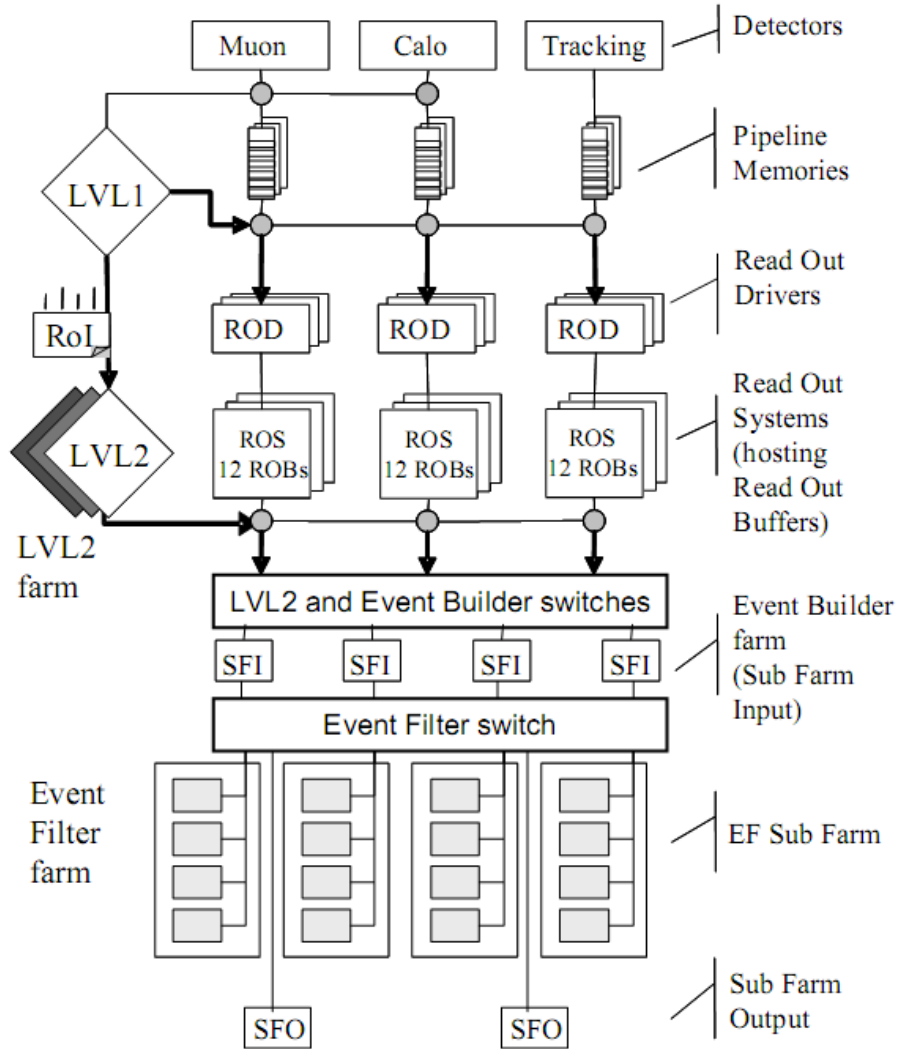 Muon
Calo
Tracking
Detectors
Pipeline
Memories
LVL1
Read Out
Drivers
RoI
ROD
ROD
ROD
Read Out
Systems
(hosting
Read Out
Buffers)
LVL2
ROS
12 ROBs
ROS
12 ROBs
ROS
12 ROBs
LVL2
farm
LVL2 and Event Builder switches
Event Builder
farm
(Sub Farm
Input)
SFI
SFI
SFI
SFI
Event Filter switch
Event
Filter
farm
EF Sub Farm
SFO
SFO
Sub Farm
Output